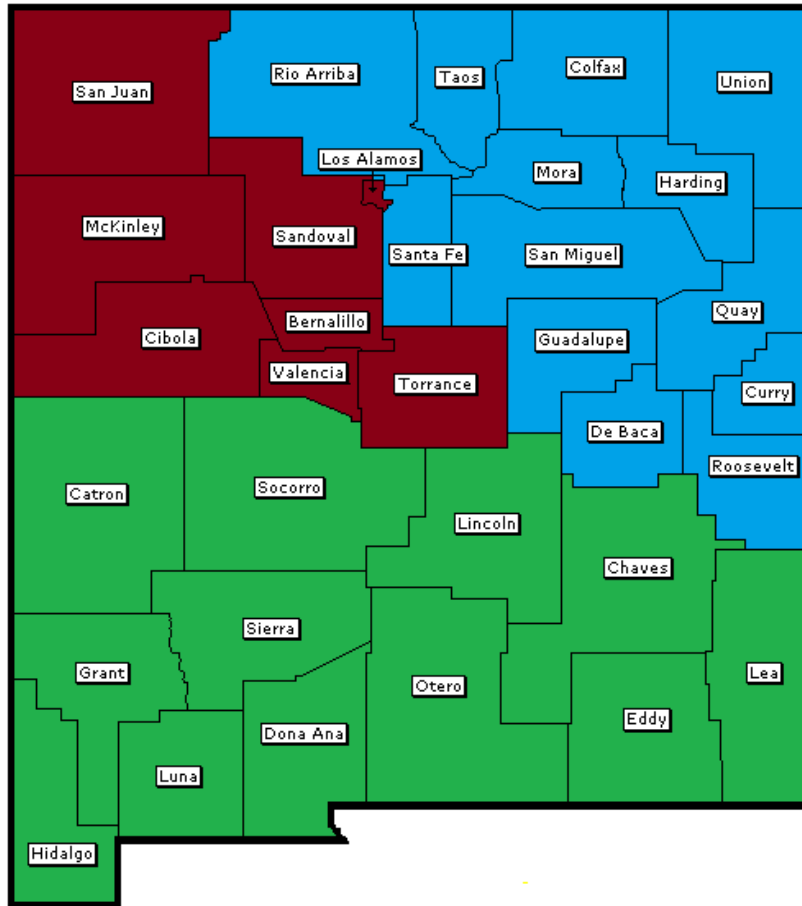 San Juan
Rio Arriba
Taos
Colfax
Union
Los Alamos
Mora
Harding
McKinley
Sandoval
Santa Fe
San Miguel
Bernalillo
Quay
Cibola
Guadalupe
Valencia
Torrance
Curry
De Baca
Roosevelt
Catron
Socorro
Lincoln
Chaves
Sierra
Grant
Otero
Lea
Dona Ana
Eddy
Luna
Hidalgo